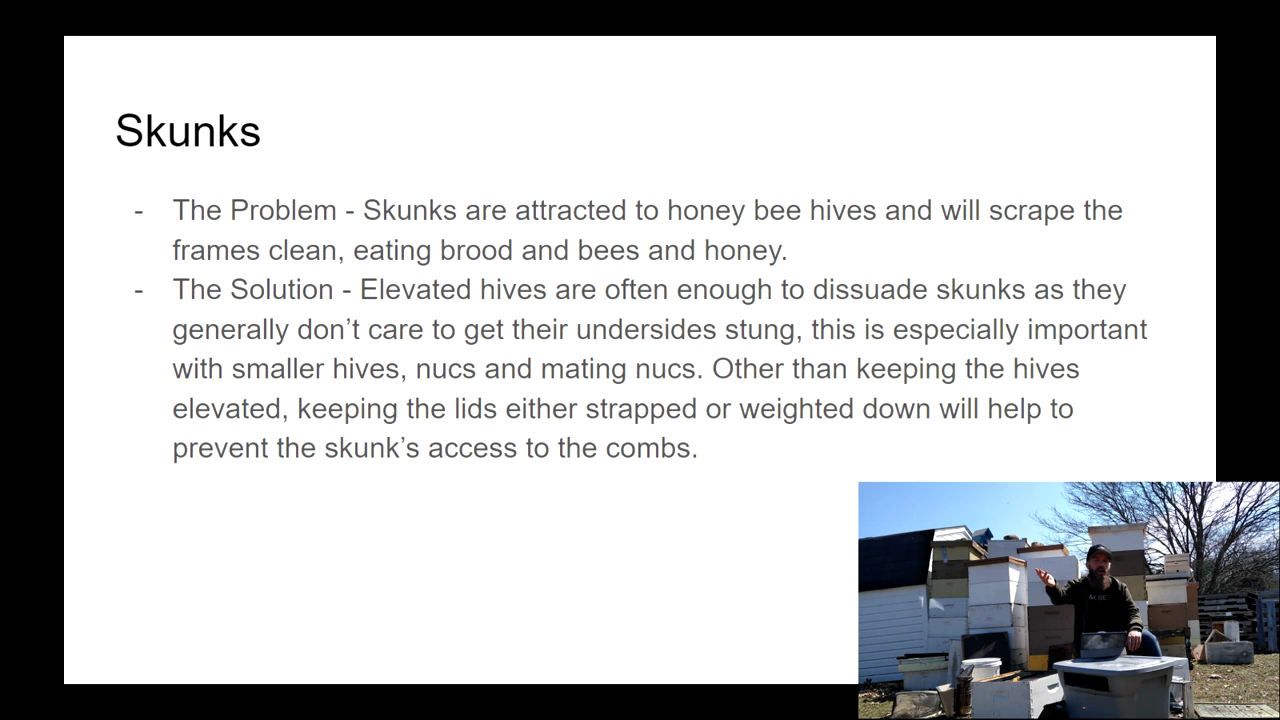 Skunks
- The Problem - Skunks are attracted to honey bee hives and will scrape the
frames clean, eating brood and bees and honey.
- The Solution - Elevated hives are often enough to dissuade skunks as they
generally don’t care to get their undersides stung, this is especially important
with smaller hives, nucs and mating nucs. Other than keeping the hives
elevated, keeping the lids either strapped or weighted down will help to
prevent the skunk’s access to the combs.